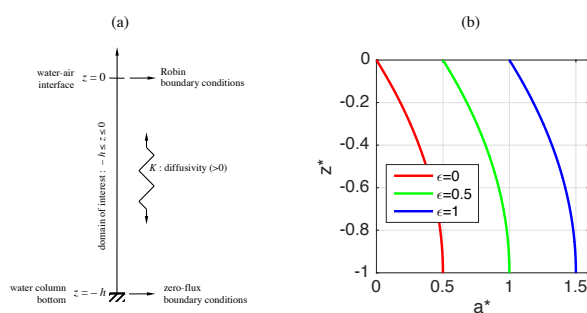 (a)
water-air
interface
z = 0
Robin
boundary conditions
domain of interest : − h ≤ z ≤ 0
K : diffusivity (>0)
water column
bottom
z = − h
zero-flux
boundary conditions
(b)
0
-0.2
-0.4
-0.6
-0.8
-1
z*
ϵ=0
ϵ=0.5
ϵ=1
0 0.5 1 1.5
a*